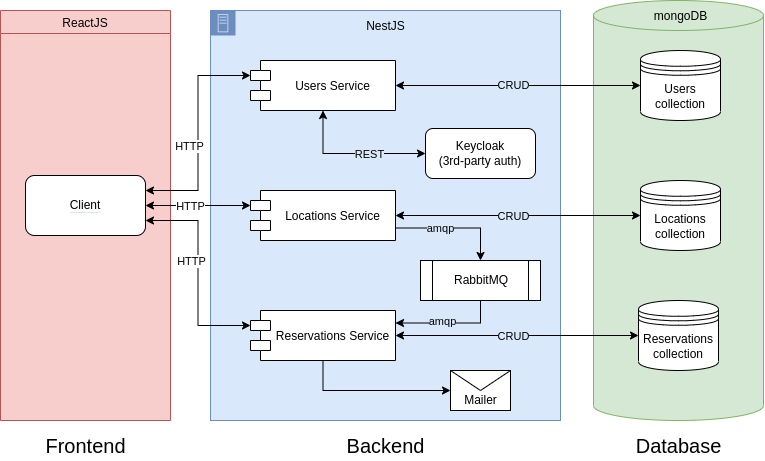 ReactJS
NestJS
mongoDB
Users Service
CRUD
Users
collection
HTTP
REST
Keycloak
(3rd-party auth)
Client
HTTP
Locations Service
CRUD
Locations
collection
amqp
HTTP
RabbitMQ
amqp
Reservations Service
CRUD
Reservations
collection
Mailer
Frontend
Backend
Database